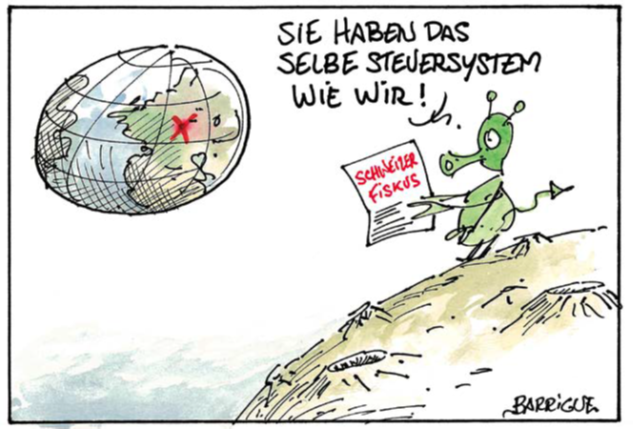 SIE HABEN DAS
SELBE STEUERSYSTEM
WIE WIR!
SCHWEIZER
FISKUS
BARRIGUE